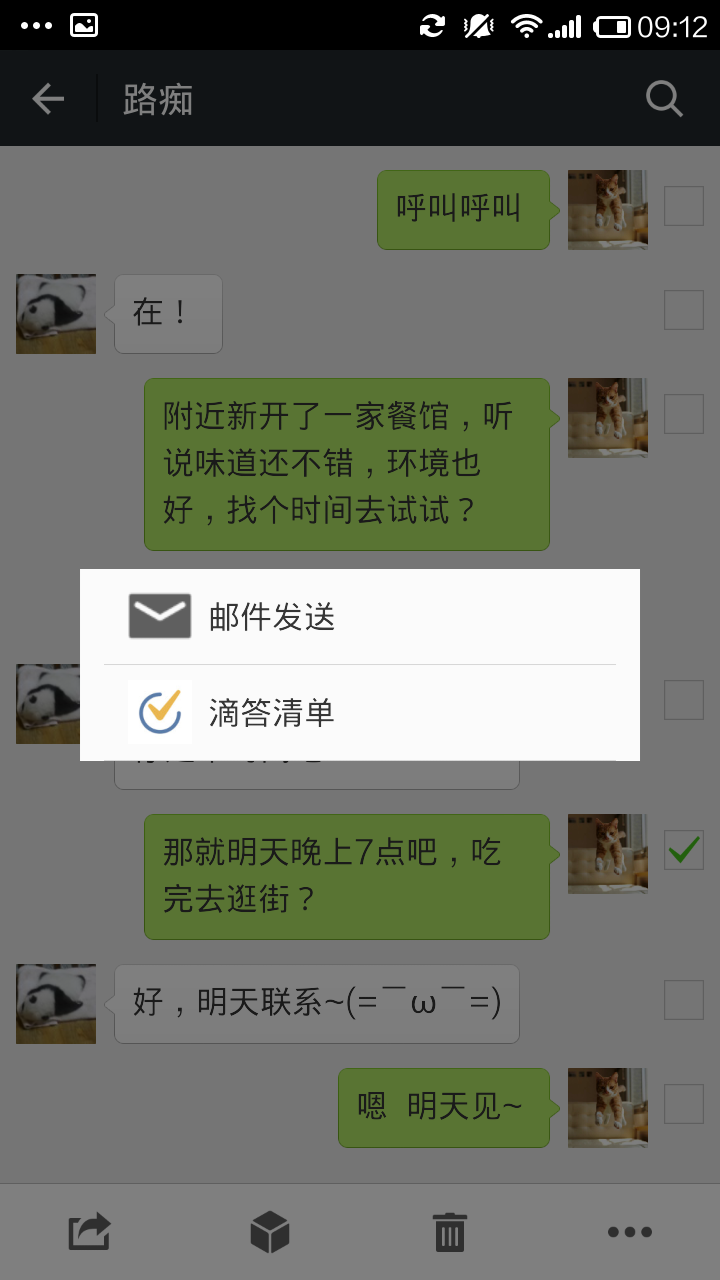 09:12
路痴
呼叫呼叫
在！
附近新开了一家餐馆，听
说味道还不错，环境也
好，找个时间去试试？
邮件发送
滴答清单
那就明天晚上7点吧，吃
完去逛街？
好，明天联系~(=￣ω￣=)
嗯 明天见~